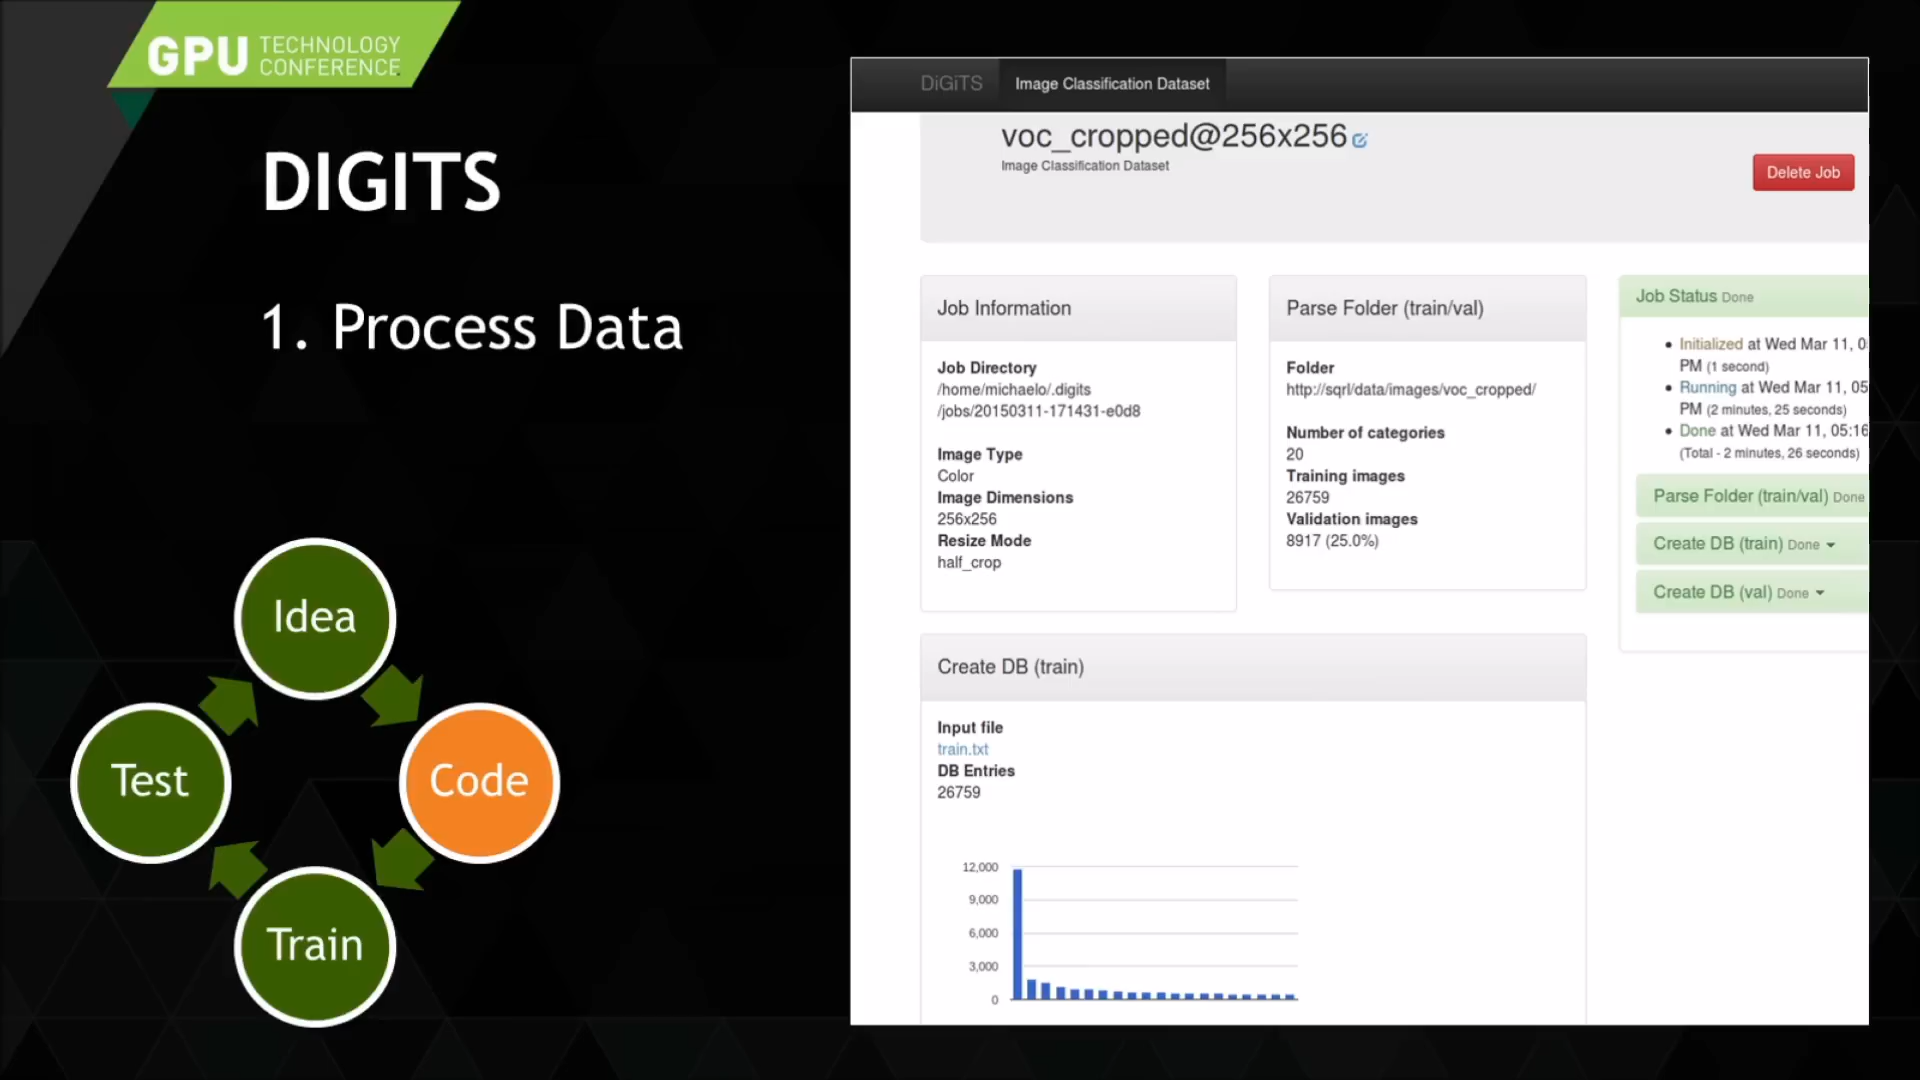 GPU TECHNOLOGY
CONFERENCE
DIGITS
1. Process Data
Idea
Test
Code
Train
DiGiTS Image Classification Dataset
voc_cropped@256x256
Image Classification Dataset
Delete Job
Job Information
Job Directory
/home/michaelo/.digits
/jobs/20150311-171431-e0d8
Image Type
Color
Image Dimensions
256x256
Resize Mode
half_crop
Parse Folder (train/val)
Folder
http://sqrl/data/images/voc_cropped/
Number of categories
20
Training images
26759
Validation images
8917 (25.0%)
Job Status Done
Initialized at Wed Mar 11, 0
PM (1 second)
Running at Wed Mar 11, 05
PM (2 minutes, 25 seconds)
Done at Wed Mar 11, 05:16
(Total - 2 minutes, 26 seconds)
Parse Folder (train/val) Done
Create DB (train) Done
Create DB (val) Done
Create DB (train)
Input file
train.txt
DB Entries
26759
12,000
9,000
6,000
3,000
0